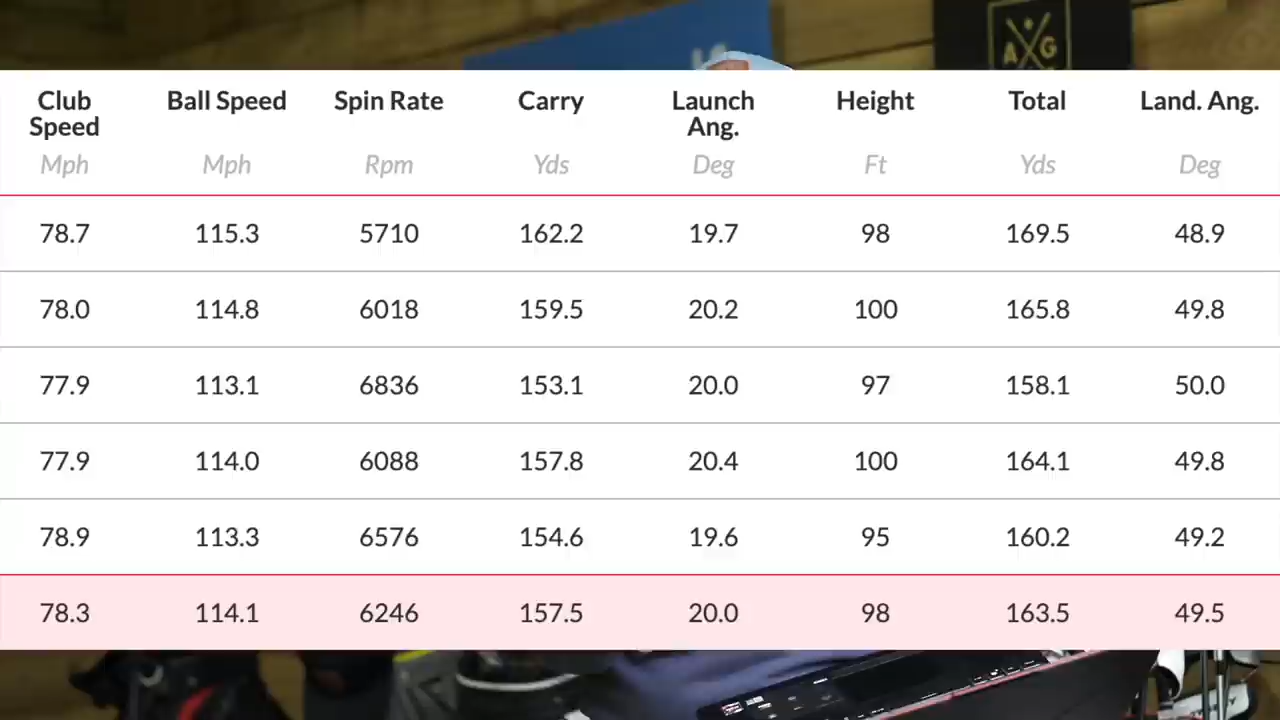 Club Speed Ball Speed Spin Rate Carry Launch Ang. Height Total Land. Ang.
Mph Mph Rpm Yds Deg Ft Yds Deg
78.7 115.3 5710 162.2 19.7 98 169.5 48.9
78.0 114.8 6018 159.5 20.2 100 165.8 49.8
77.9 113.1 6836 153.1 20.0 97 158.1 50.0
77.9 114.0 6088 157.8 20.4 100 164.1 49.8
78.9 113.3 6576 154.6 19.6 95 160.2 49.2
78.3 114.1 6246 157.5 20.0 98 163.5 49.5
A G